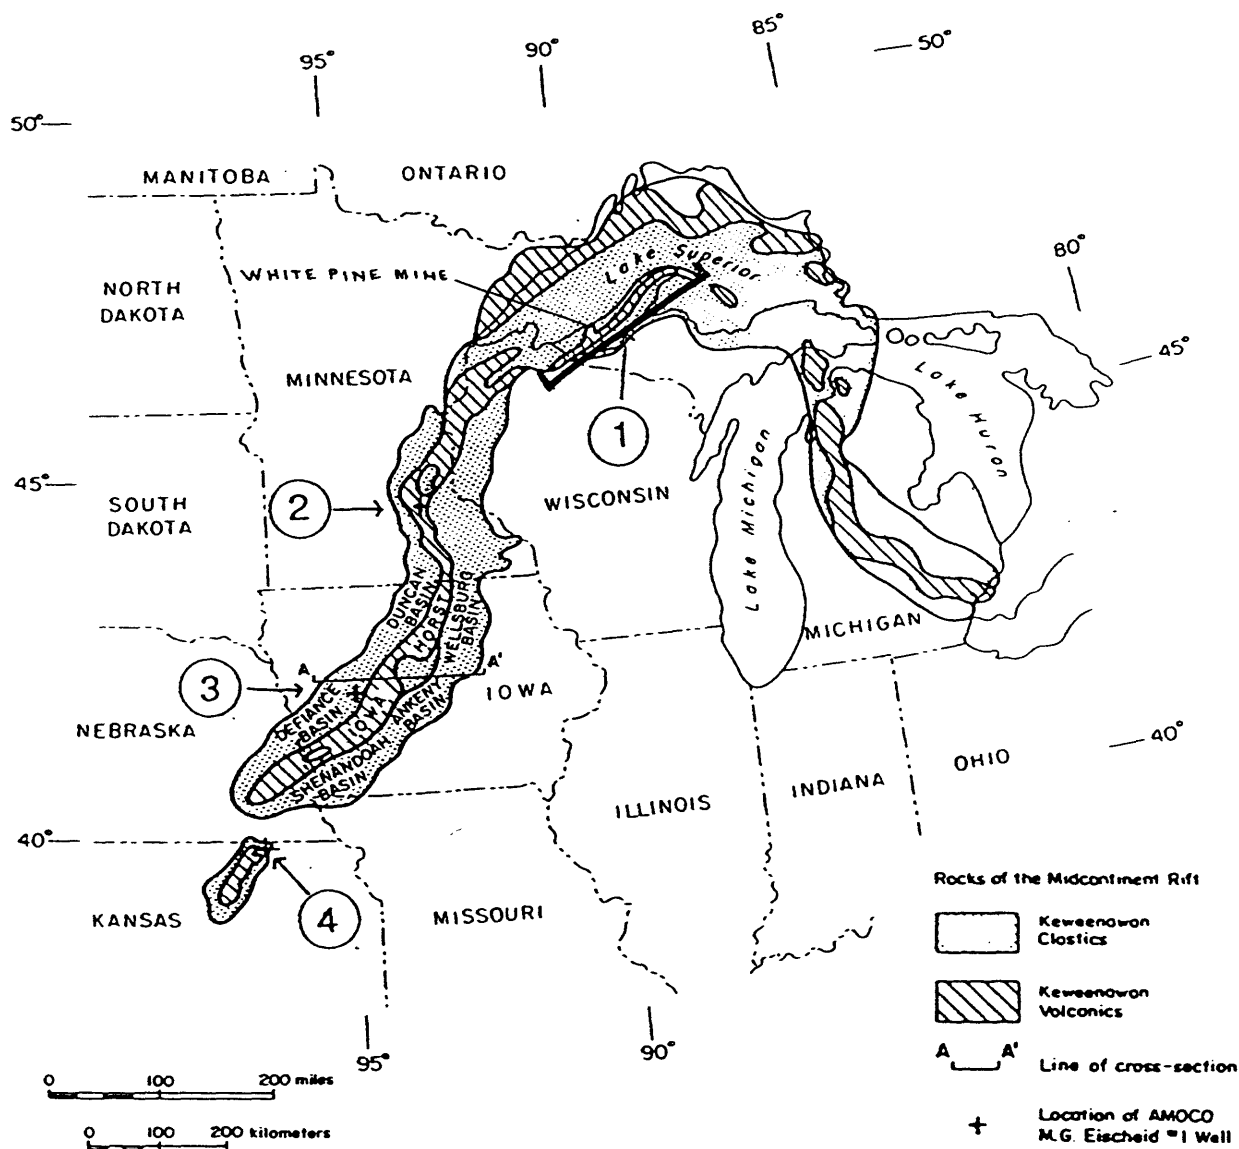 85°
90°
50°
95°
50°
MANITOBA
ONTARIO
80°
Lake Superior
WHITE PINE MINE
NORTH
DAKOTA
45°
MINNESOTA
Lake Huron
1
45°
2
SOUTH
DAKOTA
WISCONSIN
Lake Michigan
DUNCAN
BASIN
HORST
WELLSBURG
BASIN
MICHIGAN
A
A'
3
IOWA
NEBRASKA
DEFIANCE
BASIN
IOWA
ANKENY
BASIN
40°
SHENANDOAH
BASIN
OHIO
INDIANA
ILLINOIS
40°
4
KANSAS
MISSOURI
95°
90°
Rocks of the Midcontinent Rift
Keweenawan
Clastics
Keweenawan
Volcanics
A A'
Line of cross-section
+
Location of AMOCO
M.G. Eischeid #1 Well
0 100 200 miles
0 100 200 kilometers